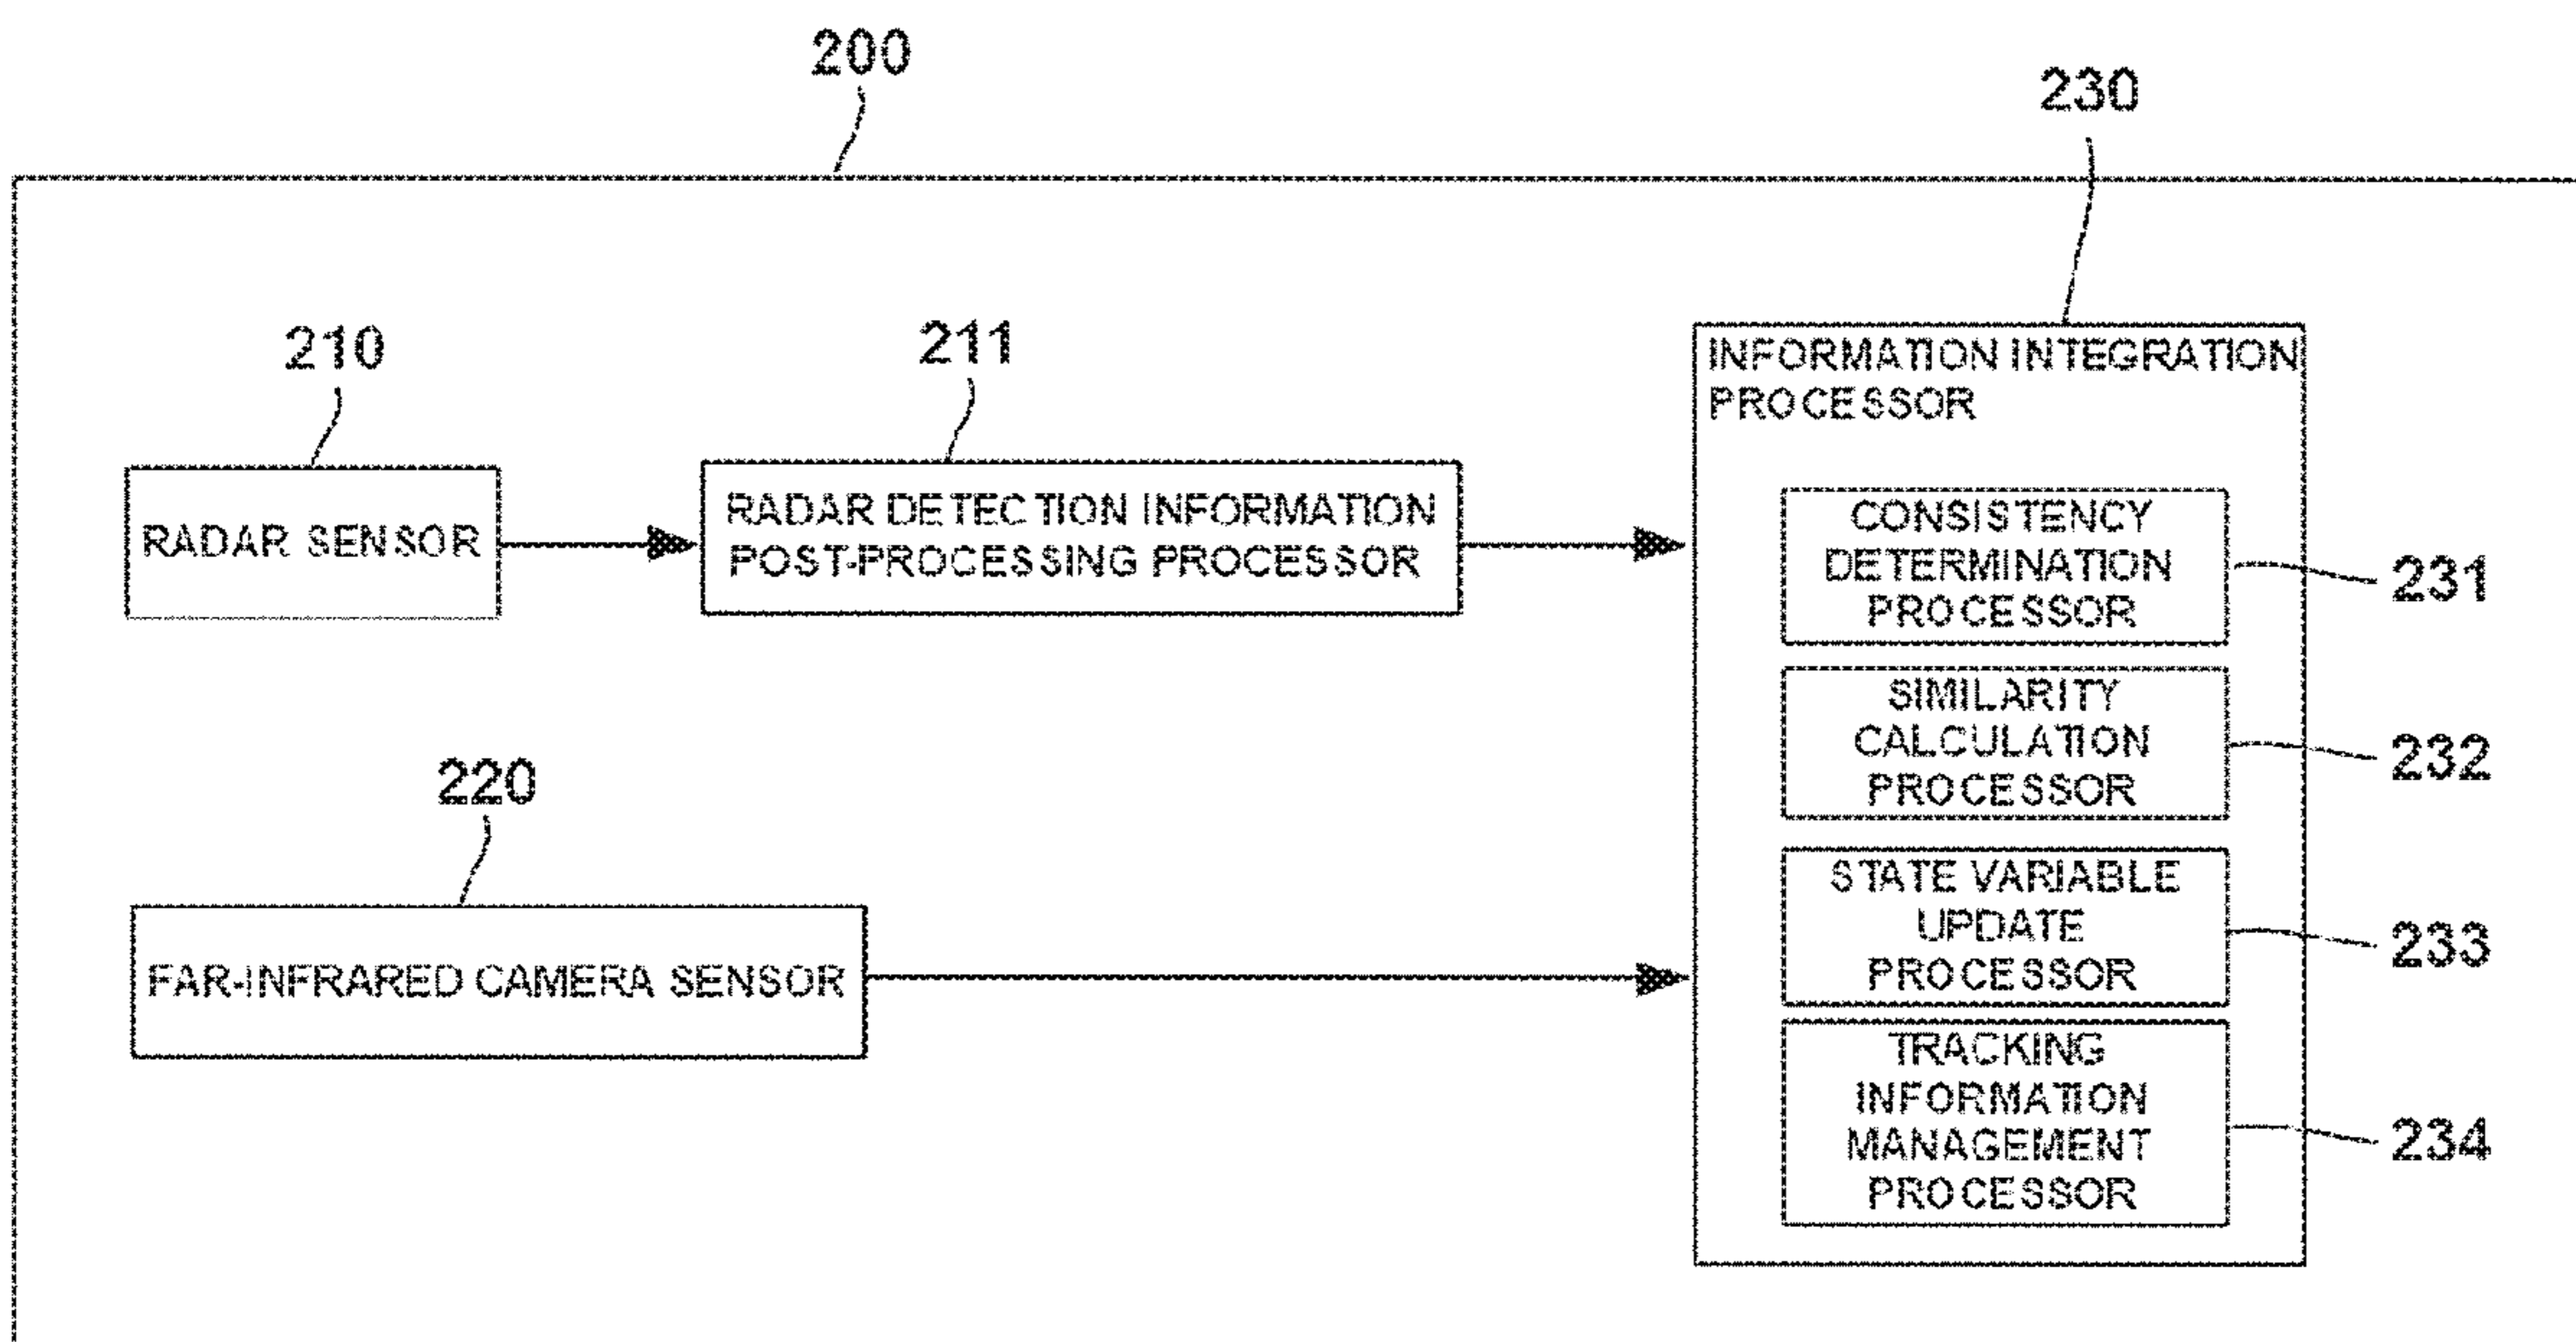 200
230
210
211
INFORMATION INTEGRATION
PROCESSOR
RADAR SENSOR
RADAR DETECTION INFORMATION
POST-PROCESSING PROCESSOR
CONSISTENCY
DETERMINATION
PROCESSOR
231
SIMILARITY
CALCULATION
PROCESSOR
232
220
FAR-INFRARED CAMERA SENSOR
STATE VARIABLE
UPDATE
PROCESSOR
233
TRACKING
INFORMATION
MANAGEMENT
PROCESSOR
234